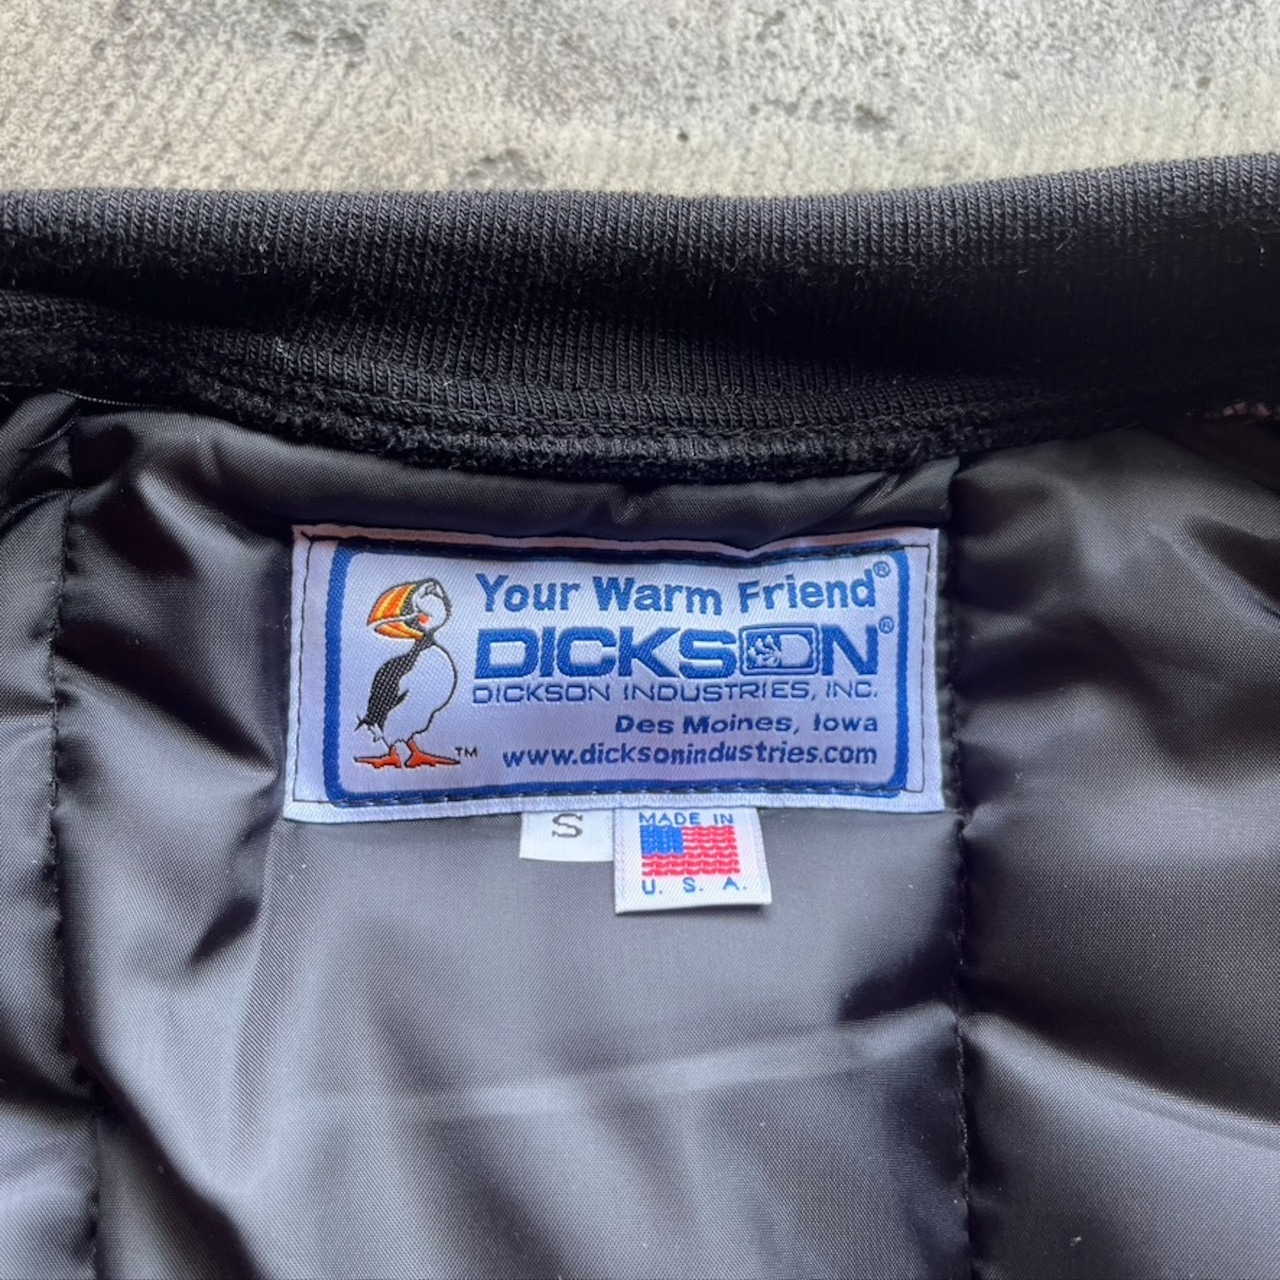 Your Warm Friend®
DICKSON®
DICKSON INDUSTRIES, INC.
Des Moines, Iowa
www.dicksonindustries.com
TM
S
MADE IN
U. S. A.